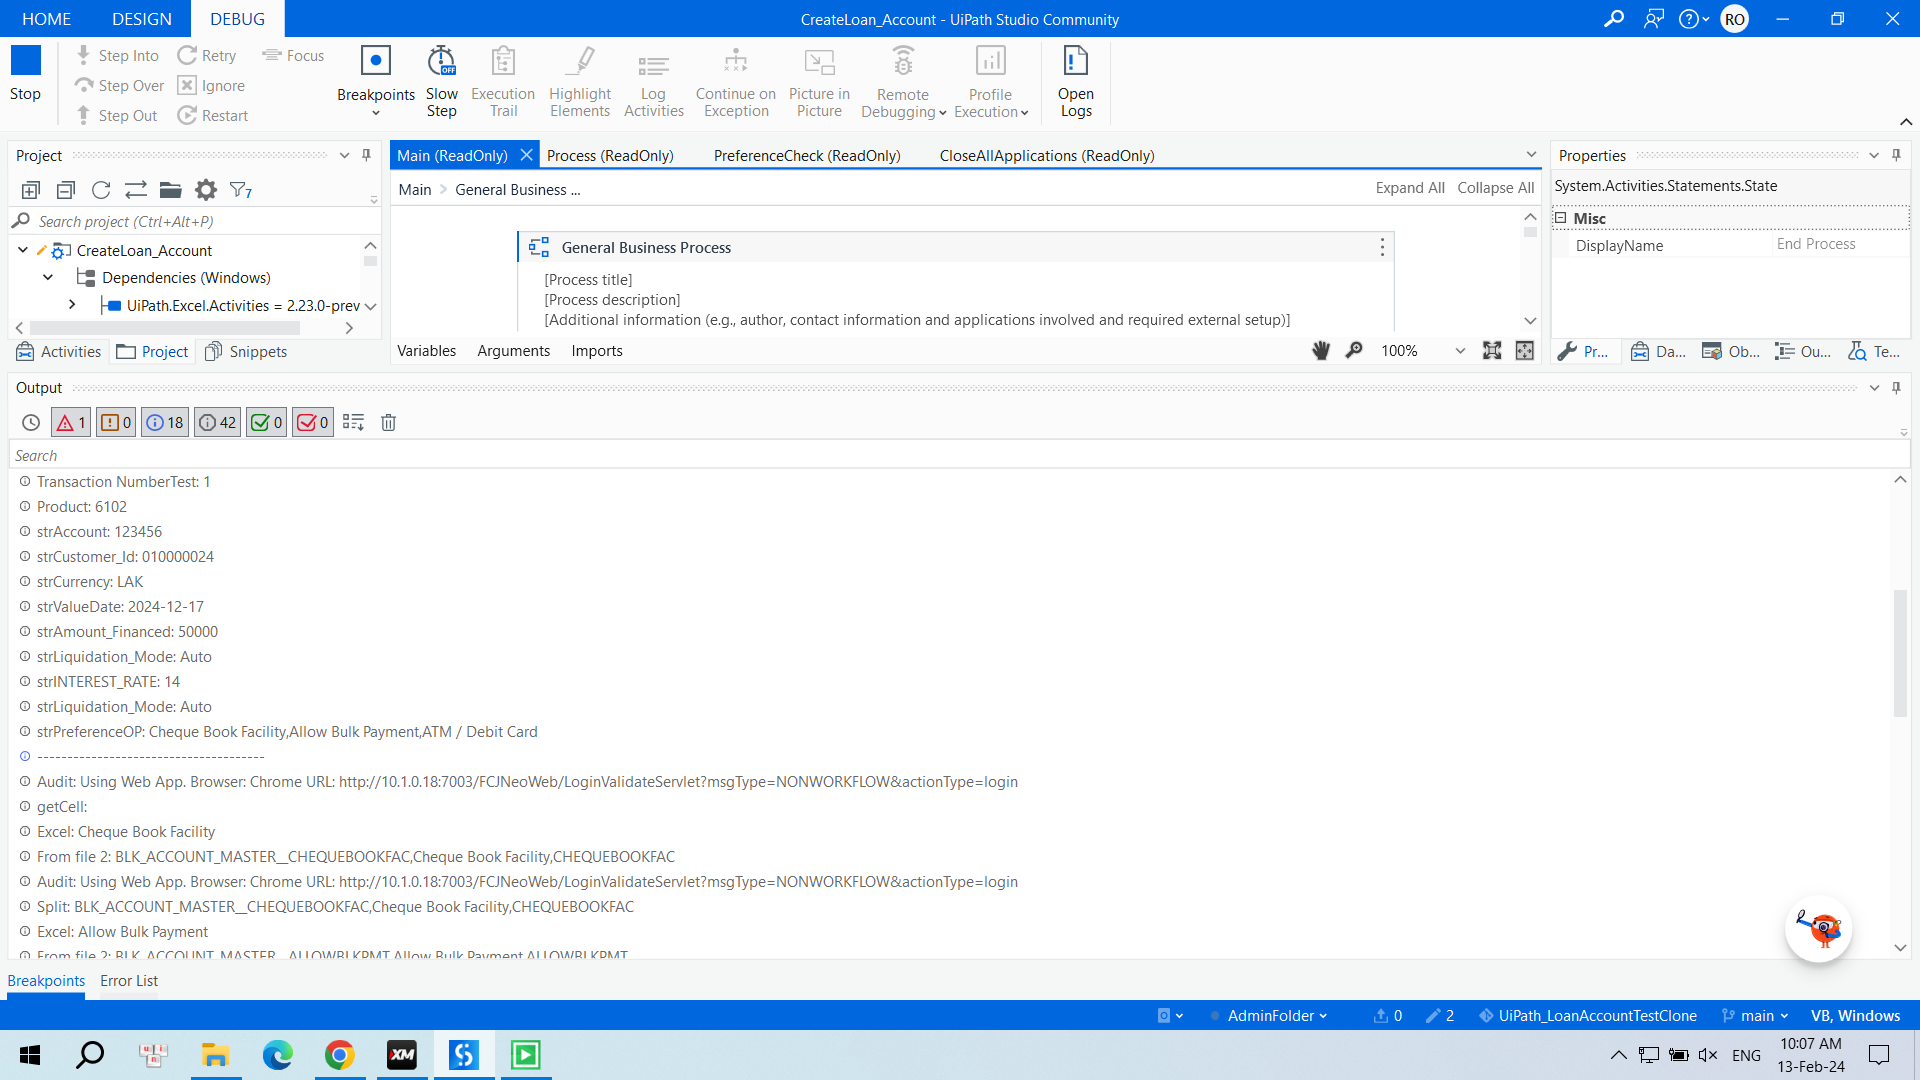 HOME DESIGN DEBUG CreateLoan_Account - UiPath Studio Community RO
Stop
Step Into Retry Focus
Step Over Ignore
Step Out Restart
Breakpoints
Slow Step
Execution Trail
Highlight Elements
Log Activities
Continue on Exception
Picture in Picture
Remote Debugging
Profile Execution
Open Logs
Project
7
Search project (Ctrl+Alt+P)
CreateLoan_Account
Dependencies (Windows)
UiPath.Excel.Activities = 2.23.0-prev
Activities Project Snippets
Main (ReadOnly) Process (ReadOnly) PreferenceCheck (ReadOnly) CloseAllApplications (ReadOnly)
Main > General Business ... Expand All Collapse All
General Business Process
[Process title]
[Process description]
[Additional information (e.g., author, contact information and applications involved and required external setup)]
Variables Arguments Imports 100%
Properties
System.Activities.Statements.State
Misc
DisplayName End Process
Pr... Da... Ob... Ou... Te...
Output
1 0 18 42 0 0
Search
Transaction NumberTest: 1
Product: 6102
strAccount: 123456
strCustomer_Id: 010000024
strCurrency: LAK
strValueDate: 2024-12-17
strAmount_Financed: 50000
strLiquidation_Mode: Auto
strINTEREST_RATE: 14
strLiquidation_Mode: Auto
strPreferenceOP: Cheque Book Facility,Allow Bulk Payment,ATM / Debit Card
--------------------------------------
Audit: Using Web App. Browser: Chrome URL: http://10.1.0.18:7003/FCJNeoWeb/LoginValidateServlet?msgType=NONWORKFLOW&actionType=login
getCell:
Excel: Cheque Book Facility
From file 2: BLK_ACCOUNT_MASTER__CHEQUEBOOKFAC,Cheque Book Facility,CHEQUEBOOKFAC
Audit: Using Web App. Browser: Chrome URL: http://10.1.0.18:7003/FCJNeoWeb/LoginValidateServlet?msgType=NONWORKFLOW&actionType=login
Split: BLK_ACCOUNT_MASTER__CHEQUEBOOKFAC,Cheque Book Facility,CHEQUEBOOKFAC
Excel: Allow Bulk Payment
From file 2: BLK_ACCOUNT_MASTER__ALLOWBLKPMT,Allow Bulk Payment,ALLOWBLKPMT
Breakpoints Error List
AdminFolder 0 2 UiPath_LoanAccountTestClone main VB, Windows
XM ENG 10:07 AM
13-Feb-24